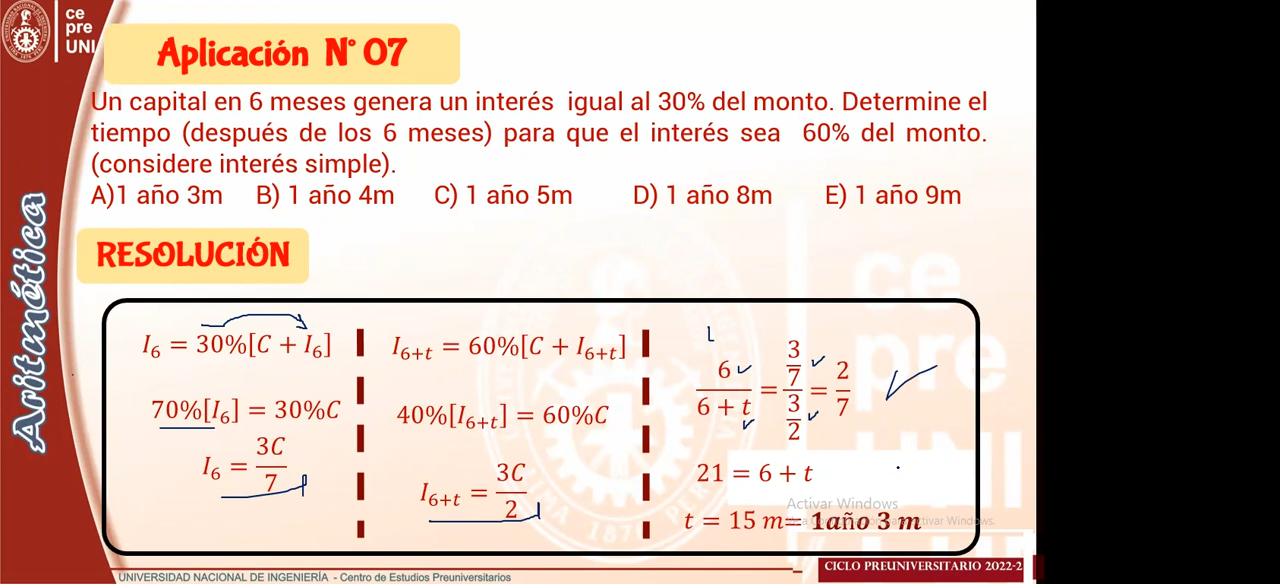 ce
pre
UNI
Aplicación N° 07
Un capital en 6 meses genera un interés igual al 30% del monto. Determine el
tiempo (después de los 6 meses) para que el interés sea 60% del monto.
(considere interés simple).
A)1 año 3m B) 1 año 4m C) 1 año 5m D) 1 año 8m E) 1 año 9m
Aritmética
RESOLUCIÓN
I₆ = 30%[C + I₆]
70%[I₆] = 30%C
I₆ = 3C/7
I₆₊ₜ = 60%[C + I₆₊ₜ]
40%[I₆₊ₜ] = 60%C
I₆₊ₜ = 3C/2
6/(6 + t) = (3/7)/(3/2) = 2/7
21 = 6 + t
t = 15 m = 1año 3 m
Activar Windows
CICLO PREUNIVERSITARIO 2022-2
UNIVERSIDAD NACIONAL DE INGENIERÍA - Centro de Estudios Preuniversitarios